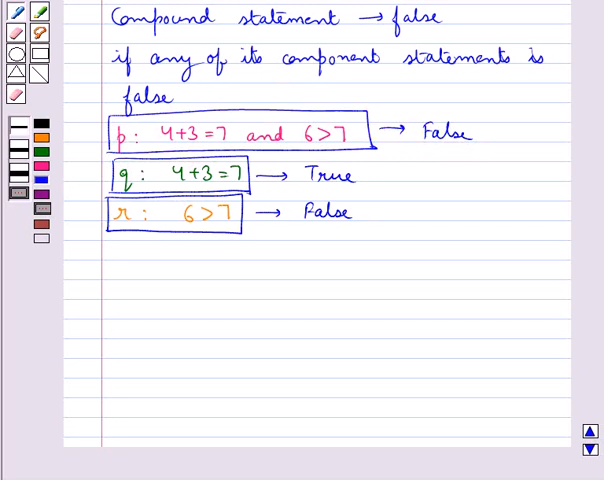 Compound statement → false
if any of its component statements is
false
p: 4+3=7 and 6>7 → False
q: 4+3=7 → True
r: 6>7 → False